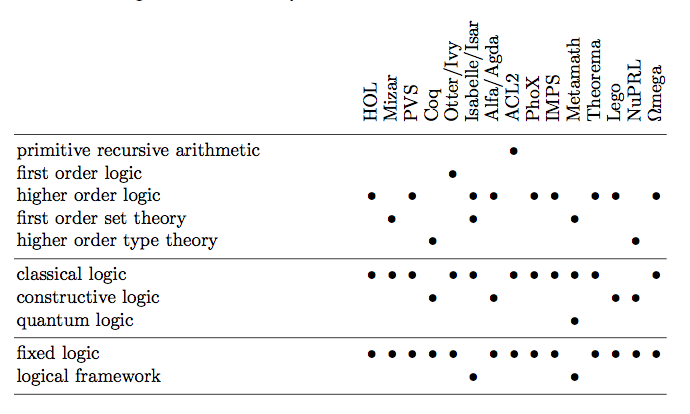 HOL
Mizar
PVS
Coq
Otter/Ivy
Isabelle/Isar
Alfa/Agda
ACL2
PhoX
IMPS
Metamath
Theorema
Lego
NuPRL
Ωmega
primitive recursive arithmetic •
first order logic •
higher order logic • • • • • • • • •
first order set theory • • •
higher order type theory • •
classical logic • • • • • • • • • • •
constructive logic • • • •
quantum logic •
fixed logic • • • • • • • • • • • • •
logical framework • •